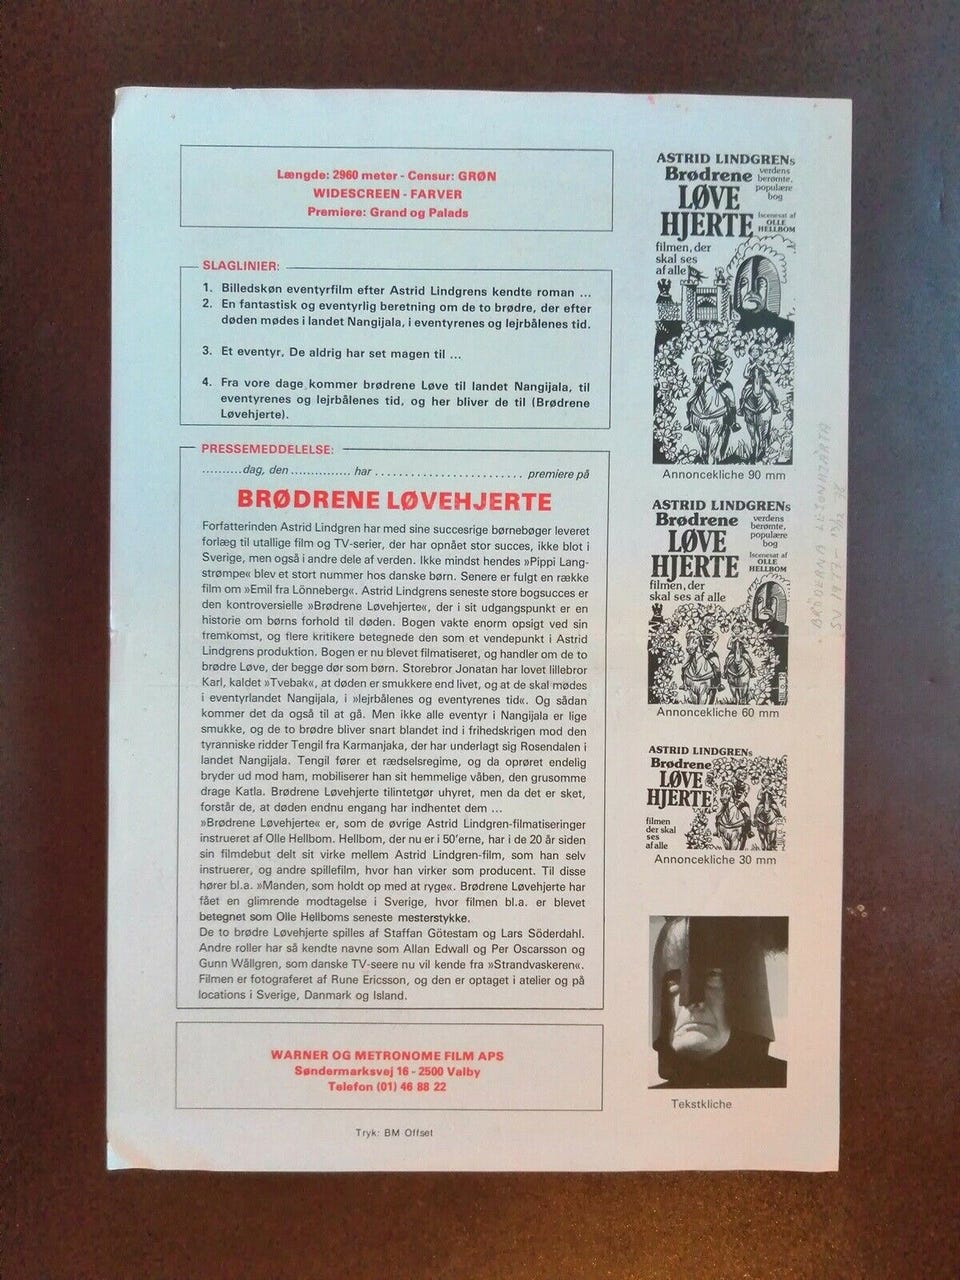 Længde: 2960 meter - Censur: GRØN
WIDESCREEN - FARVER
Premiere: Grand og Palads
SLAGLINIER:
1. Billedskøn eventyrfilm efter Astrid Lindgrens kendte roman ...
2. En fantastisk og eventyrlig beretning om de to brødre, der efter
døden mødes i landet Nangijala, i eventyrenes og lejrbålenes tid.
3. Et eventyr, De aldrig har set magen til ...
4. Fra vore dage kommer brødrene Løve til landet Nangijala, til
eventyrenes og lejrbålenes tid, og her bliver de til (Brødrene
Løvehjerte).
PRESSEMEDDELELSE:
..........dag, den ............... har ...................................... premiere på
BRØDRENE LØVEHJERTE
Forfatterinden Astrid Lindgren har med sine succesrige børnebøger leveret
forlæg til utallige film og TV-serier, der har opnået stor succes, ikke blot i
Sverige, men også i andre dele af verden. Ikke mindst hendes »Pippi Lang-
strømpe« blev et stort nummer hos danske børn. Senere er fulgt en række
film om »Emil fra Lönneberg«. Astrid Lindgrens seneste store bogsucces er
den kontroversielle »Brødrene Løvehjerte«, der i sit udgangspunkt er en
historie om børns forhold til døden. Bogen vakte enorm opsigt ved sin
fremkomst, og flere kritikere betegnede den som et vendepunkt i Astrid
Lindgrens produktion. Bogen er nu blevet filmatiseret, og handler om de to
brødre Løve, der begge dør som børn. Storebror Jonatan har lovet lillebror
Karl, kaldet »Tvebak«, at døden er smukkere end livet, og at de skal mødes
i eventyrlandet Nangijala, i »lejrbålenes og eventyrenes tid«. Og sådan
kommer det da også til at gå. Men ikke alle eventyr i Nangijala er lige
smukke, og de to brødre bliver snart blandet ind i frihedskrigen mod den
tyranniske ridder Tengil fra Karmanjaka, der har underlagt sig Rosendalen i
landet Nangijala. Tengil fører et rædselsregime, og da oprøret endelig
bryder ud mod ham, mobiliserer han sit hemmelige våben, den grusomme
drage Katla. Brødrene Løvehjerte tilintetgør uhyret, men da det er sket,
forstår de, at døden endnu engang har indhentet dem ...
»Brødrene Løvehjerte« er, som de øvrige Astrid Lindgren-filmatiseringer
instrueret af Olle Hellbom. Hellbom, der nu er i 50'erne, har i de 20 år siden
sin filmdebut delt sit virke mellem Astrid Lindgren-film, som han selv
instruerer, og andre spillefilm, hvor han virker som producent. Til disse
hører bl.a. »Manden, som holdt op med at ryge«. Brødrene Løvehjerte har
fået en glimrende modtagelse i Sverige, hvor filmen bl.a. er blevet
betegnet som Olle Hellboms seneste mesterstykke.
De to brødre Løvehjerte spilles af Staffan Götestam og Lars Söderdahl.
Andre roller har så kendte navne som Allan Edwall og Per Oscarsson og
Gunn Wållgren, som danske TV-seere nu vil kende fra »Strandvaskeren«.
Filmen er fotograferet af Rune Ericsson, og den er optaget i atelier og på
locations i Sverige, Danmark og Island.
WARNER OG METRONOME FILM APS
Søndermarksvej 16 - 2500 Valby
Telefon (01) 46 88 22
Tryk: BM Offset
ASTRID LINDGRENs
Brødrene
verdens
berømte,
populære
bog
LØVE
HJERTE
Iscenesat af
OLLE
HELLBOM
filmen, der
skal ses
af alle
Annoncekliche 90 mm
ASTRID LINDGRENs
Brødrene
verdens
berømte,
populære
bog
LØVE
HJERTE
Iscenesat af
OLLE
HELLBOM
filmen, der
skal ses af alle
Annoncekliche 60 mm
ASTRID LINDGRENs
Brødrene
LØVE
HJERTE
filmen
der skal
ses
af alle
Annoncekliche 30 mm
Tekstkliche
BRÖDERNA LEJONHJÄRTA